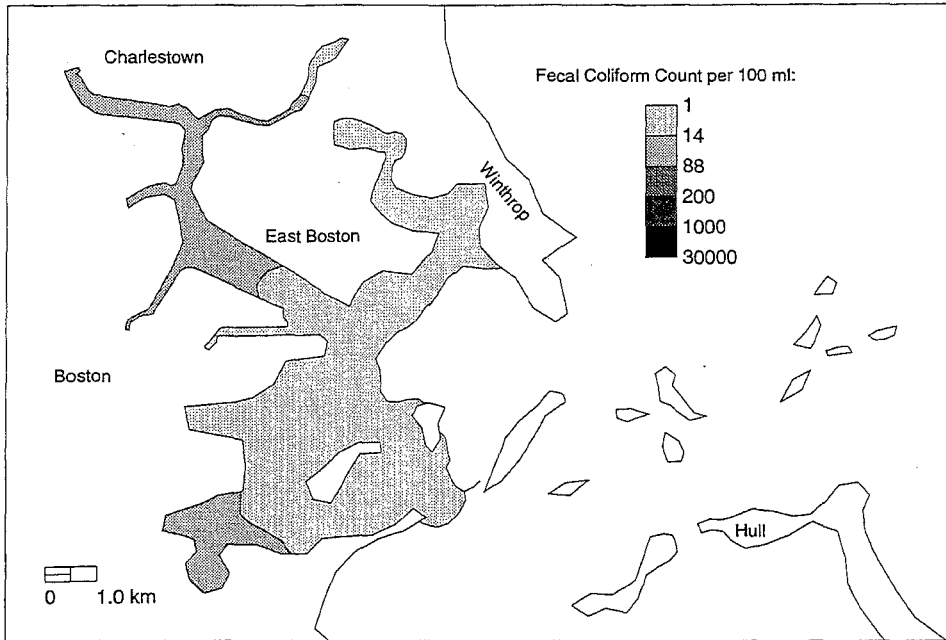 Charlestown
Fecal Coliform Count per 100 ml:
1
14
88
200
1000
30000
Winthrop
East Boston
Boston
Hull
0 1.0 km